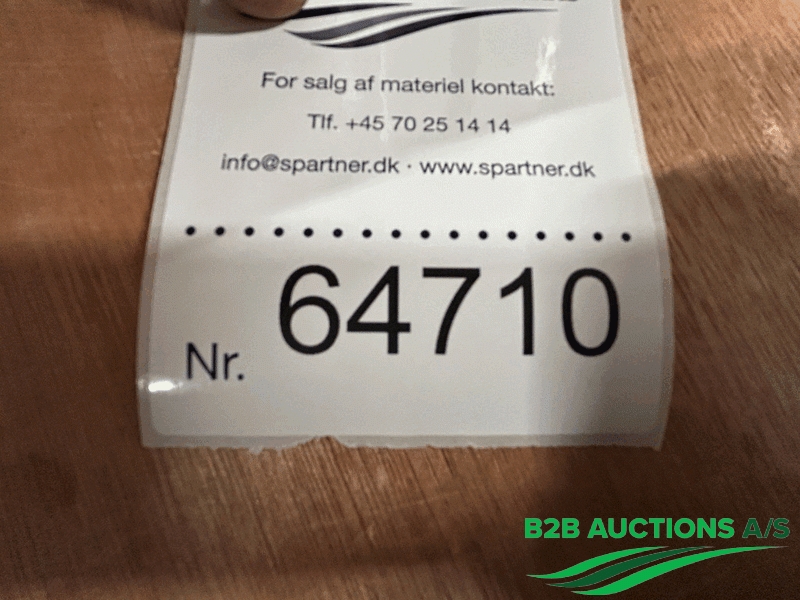 For salg af materiel kontakt:
Tlf. +45 70 25 14 14
info@spartner.dk · www.spartner.dk
Nr. 64710
B2B AUCTIONS A/S